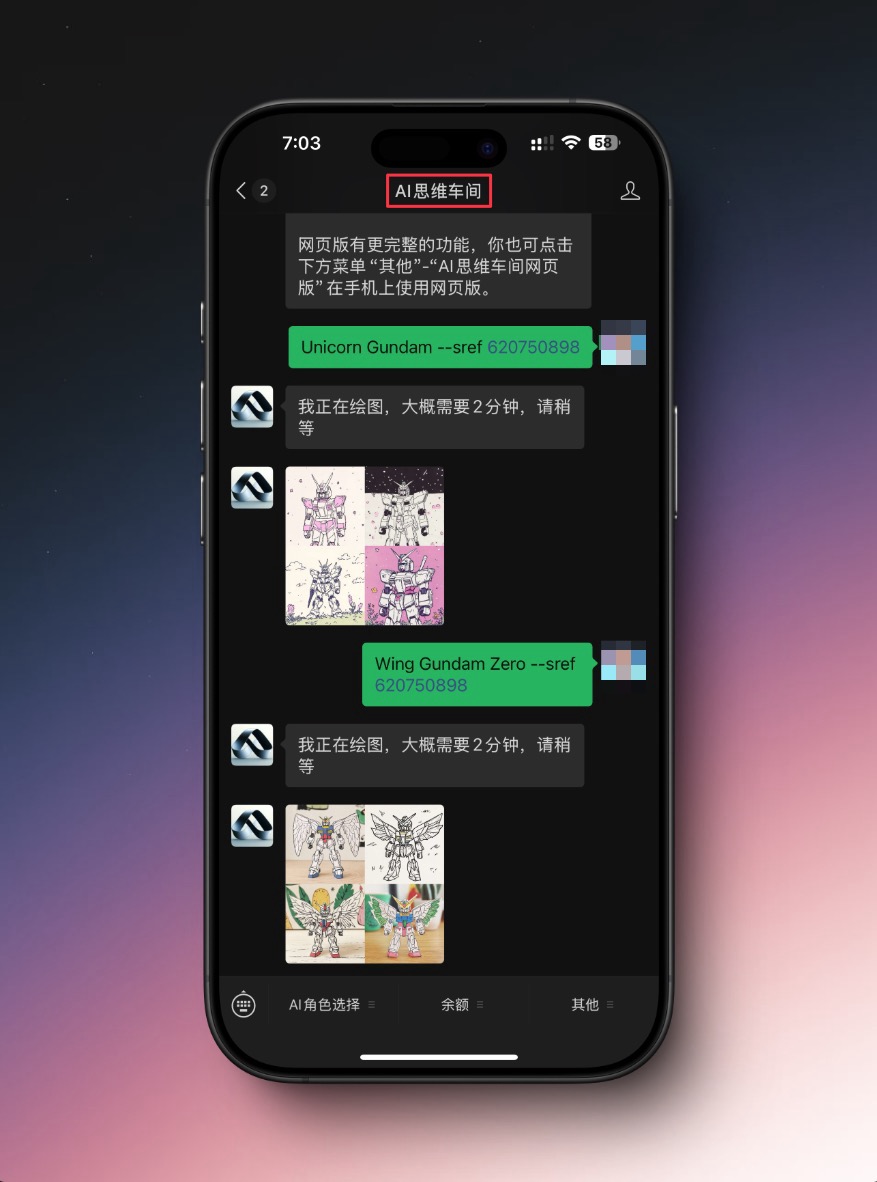 7:03
58
2
AI思维车间
网页版有更完整的功能，你也可点击
下方菜单“其他”-“AI思维车间网页
版”在手机上使用网页版。
Unicorn Gundam --sref 620750898
我正在绘图，大概需要2分钟，请稍
等
Wing Gundam Zero --sref
620750898
我正在绘图，大概需要2分钟，请稍
等
AI角色选择
余额
其他